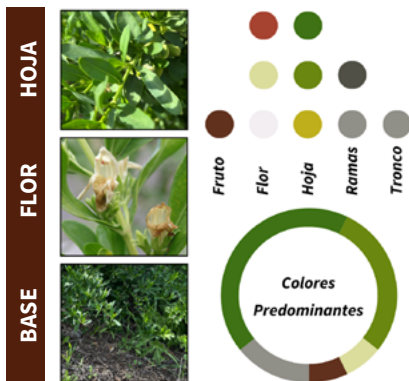 HOJA
FLOR
BASE
Fruto
Flor
Hoja
Ramas
Tronco
Colores
Predominantes